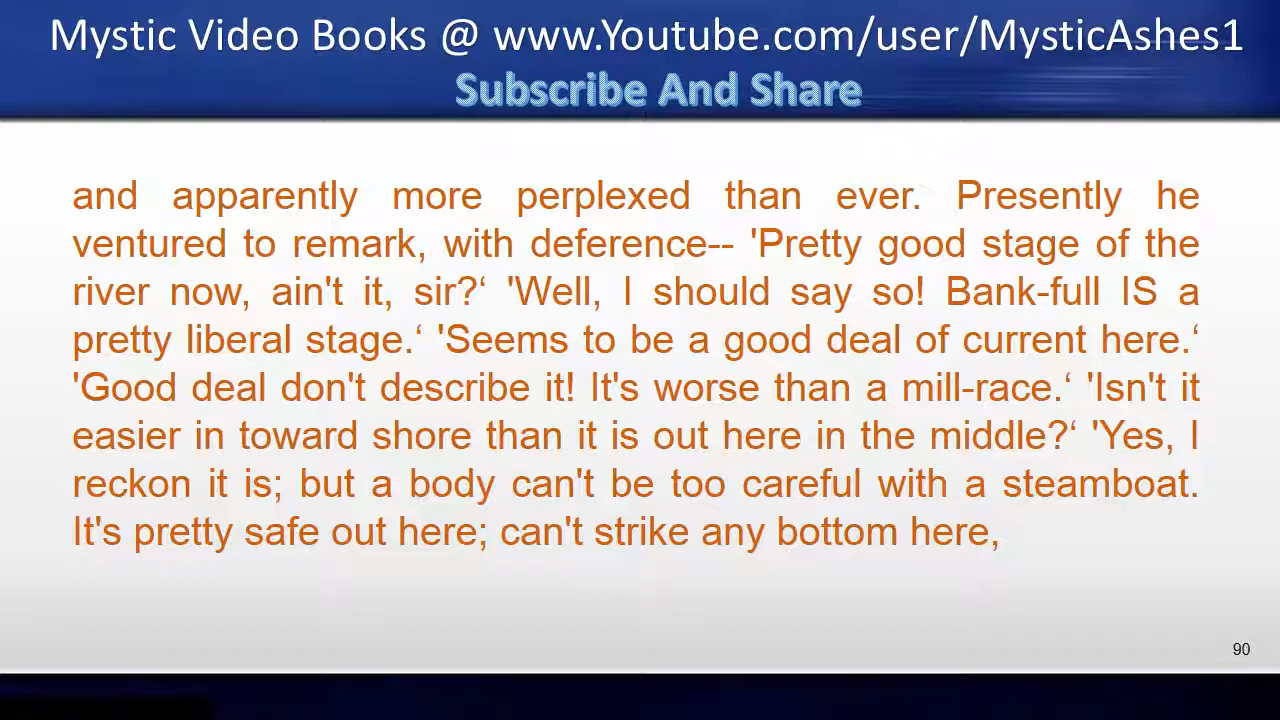 Mystic Video Books @ www.Youtube.com/user/MysticAshes1
Subscribe And Share
and apparently more perplexed than ever. Presently he
ventured to remark, with deference-- 'Pretty good stage of the
river now, ain't it, sir?‘ 'Well, I should say so! Bank-full IS a
pretty liberal stage.‘ 'Seems to be a good deal of current here.‘
'Good deal don't describe it! It's worse than a mill-race.‘ 'Isn't it
easier in toward shore than it is out here in the middle?‘ 'Yes, I
reckon it is; but a body can't be too careful with a steamboat.
It's pretty safe out here; can't strike any bottom here,
90